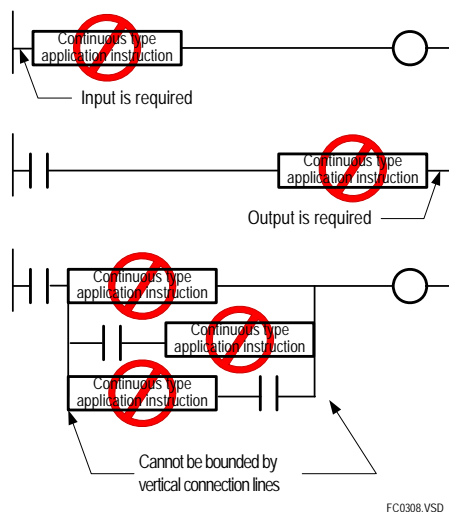 Continuous type
application instruction
Input is required
Continuous type
application instruction
Output is required
Continuous type
application instruction
Continuous type
application instruction
Continuous type
application instruction
Cannot be bounded by
vertical connection lines
FC0308.VSD